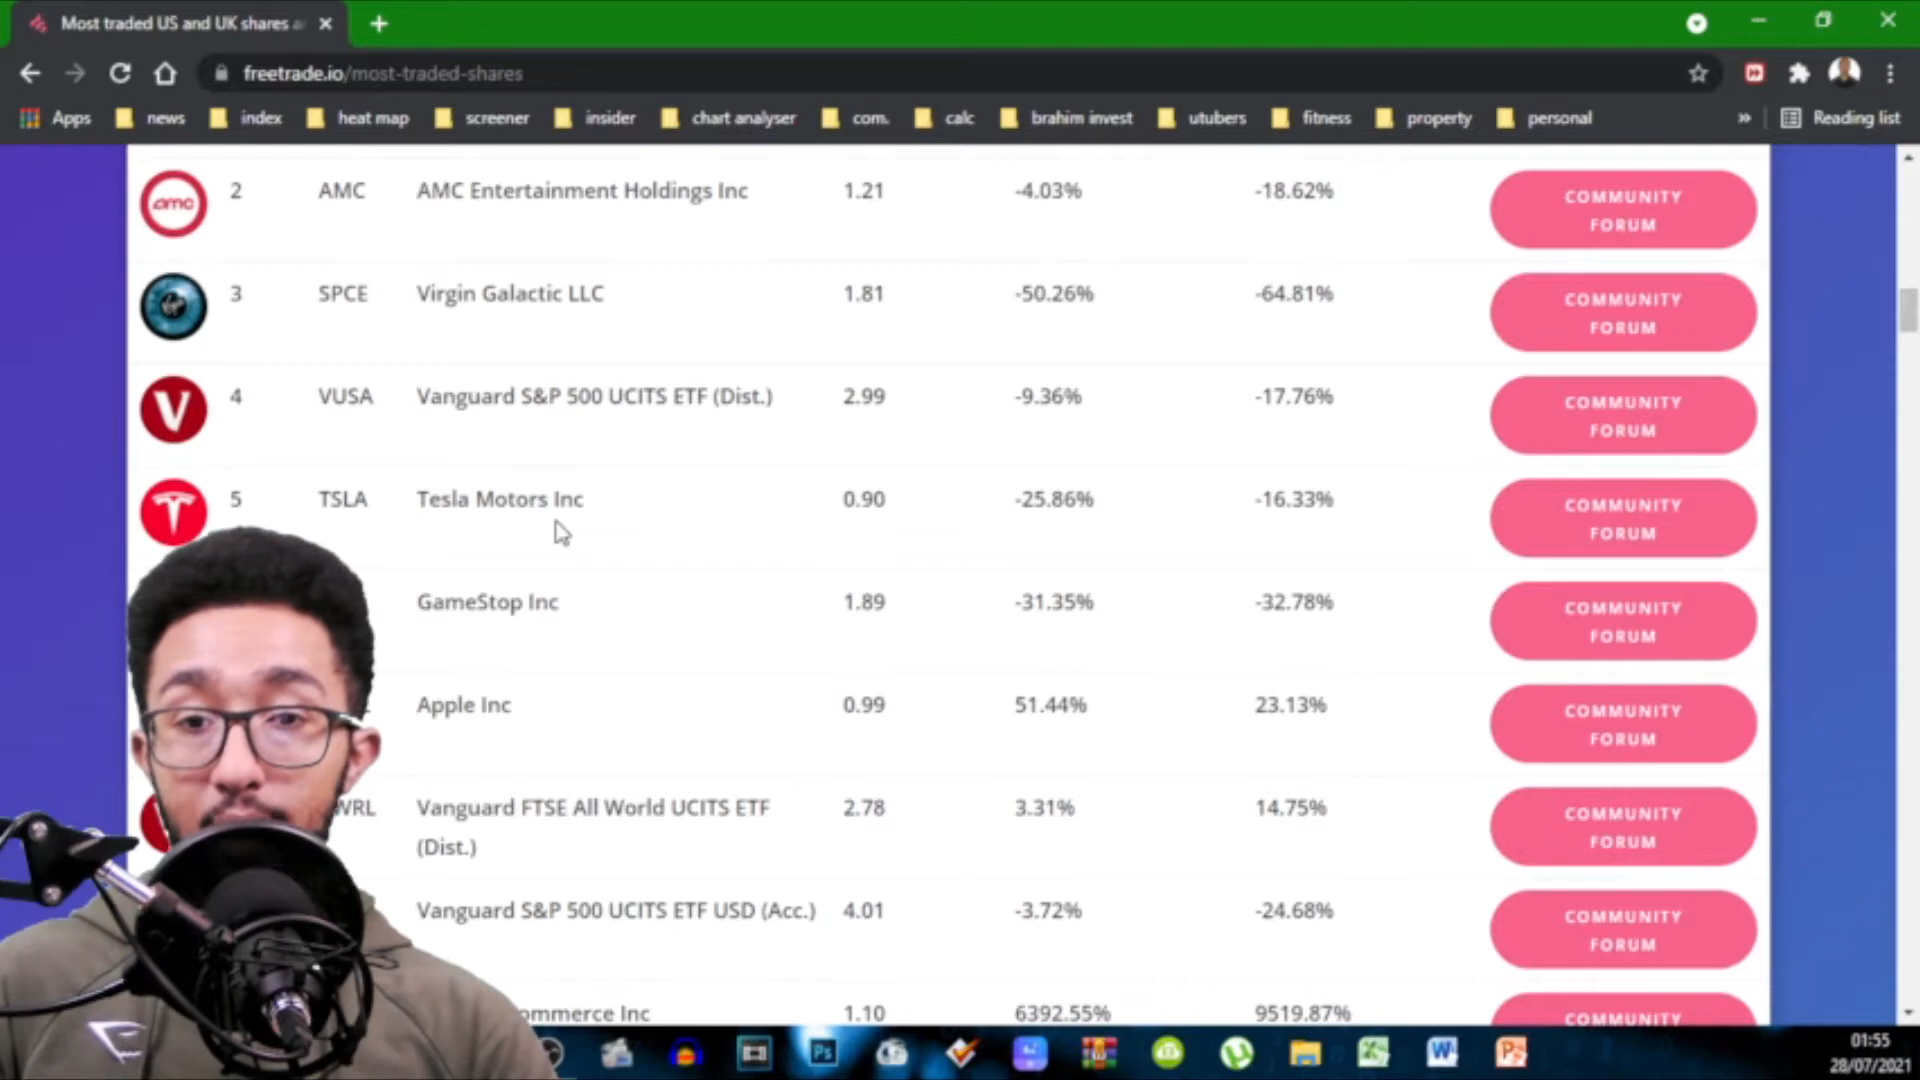 Most traded US and UK shares a
freetrade.io/most-traded-shares
Apps news index heat map screener insider chart analyser com. calc brahim invest utubers fitness property personal » Reading list
amc 2 AMC AMC Entertainment Holdings Inc 1.21 -4.03% -18.62% COMMUNITY
FORUM
3 SPCE Virgin Galactic LLC 1.81 -50.26% -64.81% COMMUNITY
FORUM
V 4 VUSA Vanguard S&P 500 UCITS ETF (Dist.) 2.99 -9.36% -17.76% COMMUNITY
FORUM
5 TSLA Tesla Motors Inc 0.90 -25.86% -16.33% COMMUNITY
FORUM
GameStop Inc 1.89 -31.35% -32.78% COMMUNITY
FORUM
Apple Inc 0.99 51.44% 23.13% COMMUNITY
FORUM
WRL Vanguard FTSE All World UCITS ETF 2.78 3.31% 14.75% COMMUNITY
(Dist.) FORUM
Vanguard S&P 500 UCITS ETF USD (Acc.) 4.01 -3.72% -24.68% COMMUNITY
FORUM
ommerce Inc 1.10 6392.55% 9519.87% COMMUNITY
Ps W P 01:55
28/07/2021